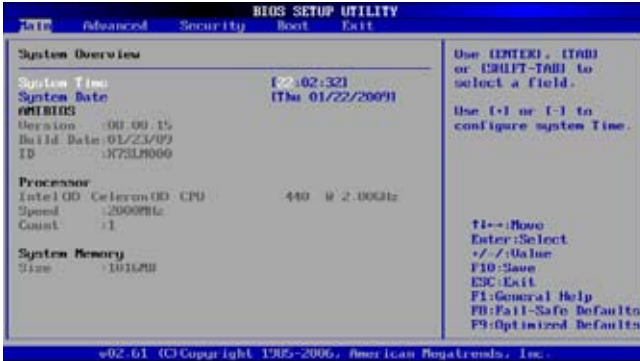 BIOS SETUP UTILITY
Main Advanced Security Boot Exit
System Overview
System Time [22:02:32]
System Date [Thu 01/22/2009]
AMIBIOS
Version :08.00.15
Build Date:01/23/09
ID :X7SLM000
Processor
Intel(R) Celeron(R) CPU 440 @ 2.00GHz
Speed :2000MHz
Count :1
System Memory
Size :1016MB
Use [ENTER], [TAB]
or [SHIFT-TAB] to
select a field.
Use [+] or [-] to
configure system Time.
↑↓←→:Move
Enter:Select
+/-/:Value
F10:Save
ESC:Exit
F1:General Help
F8:Fail-Safe Defaults
F9:Optimized Defaults
v02.61 (C)Copyright 1985-2006, American Megatrends, Inc.